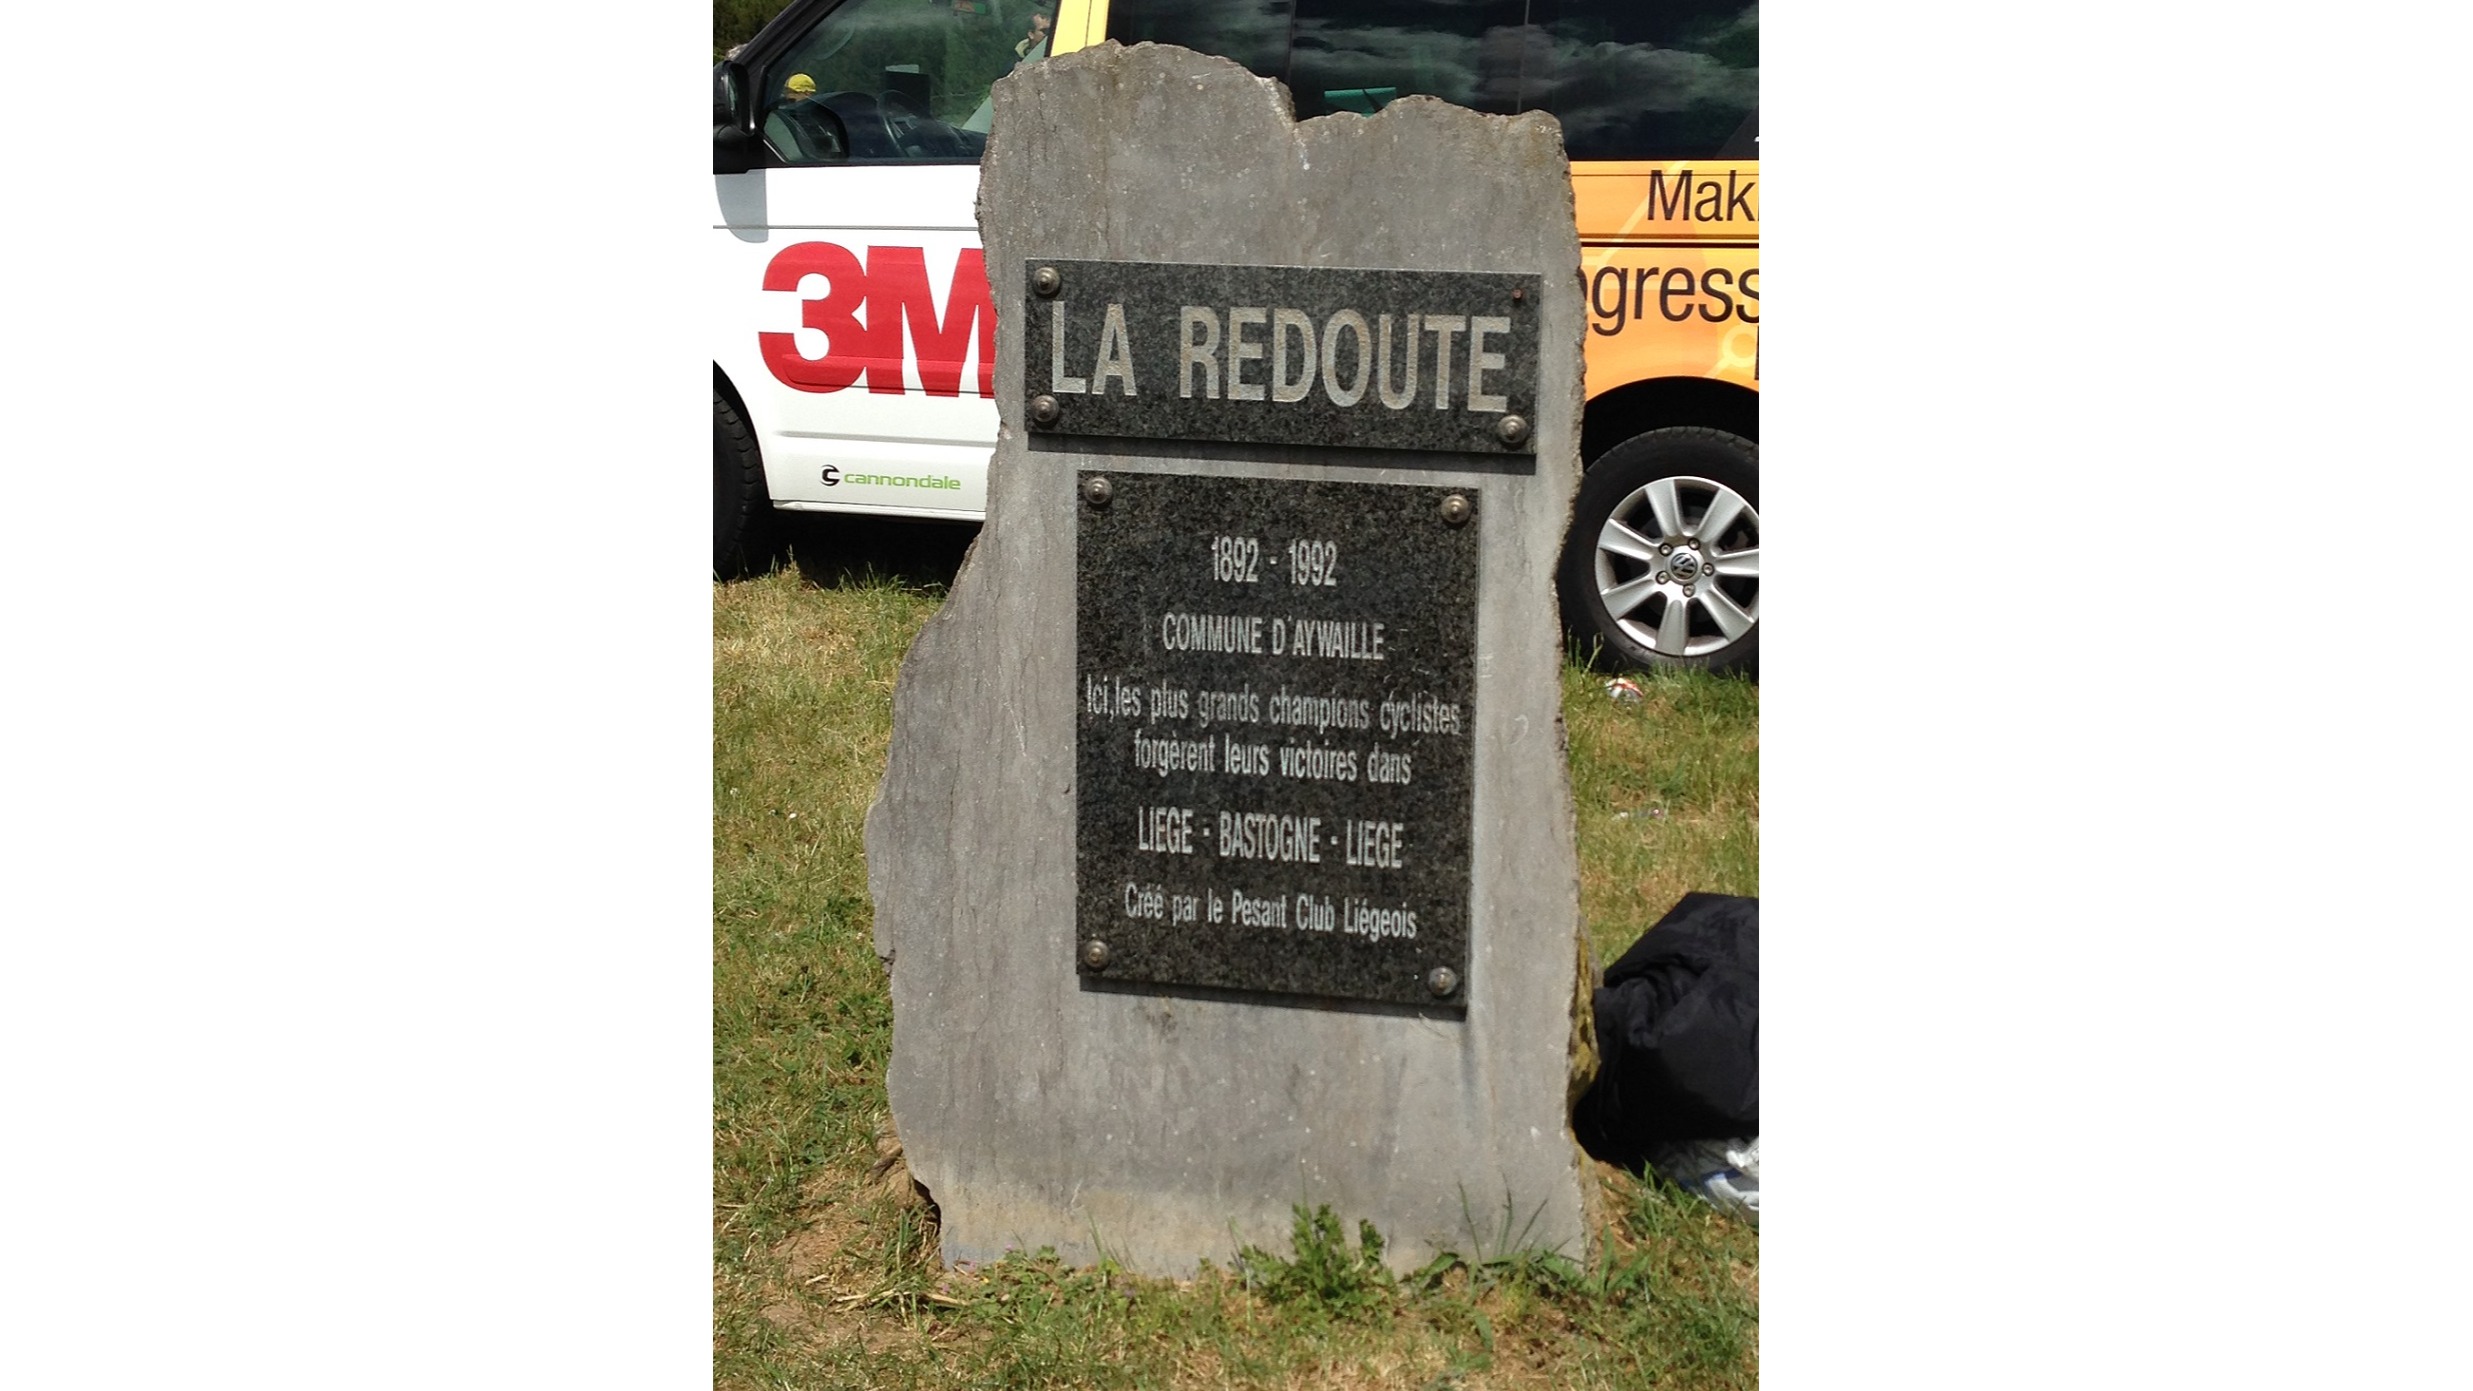 3M
cannondale
Mak
gress
LA REDOUTE
1892 - 1992
COMMUNE D'AYWAILLE
Ici,les plus grands champions cyclistes
forgèrent leurs victoires dans
LIEGE - BASTOGNE - LIEGE
Créé par le Pesant Club Liégeois